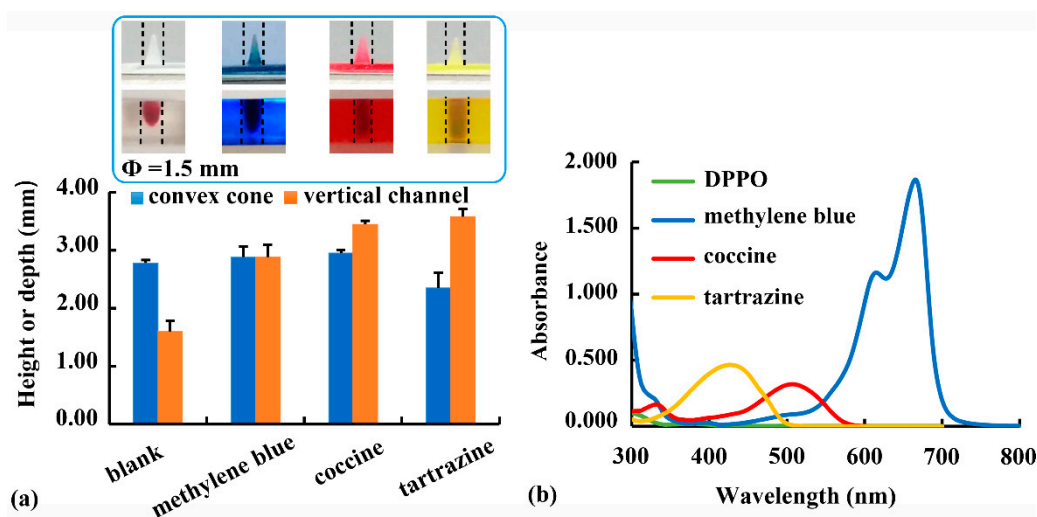 Φ =1.5 mm
convex cone
vertical channel
Height or depth (mm)
4.00
3.00
2.00
1.00
0.00
blank
methylene blue
coccine
tartrazine
(a)
DPPO
methylene blue
coccine
tartrazine
Absorbance
2.000
1.500
1.000
0.500
0.000
300
400
500
600
700
800
Wavelength (nm)
(b)